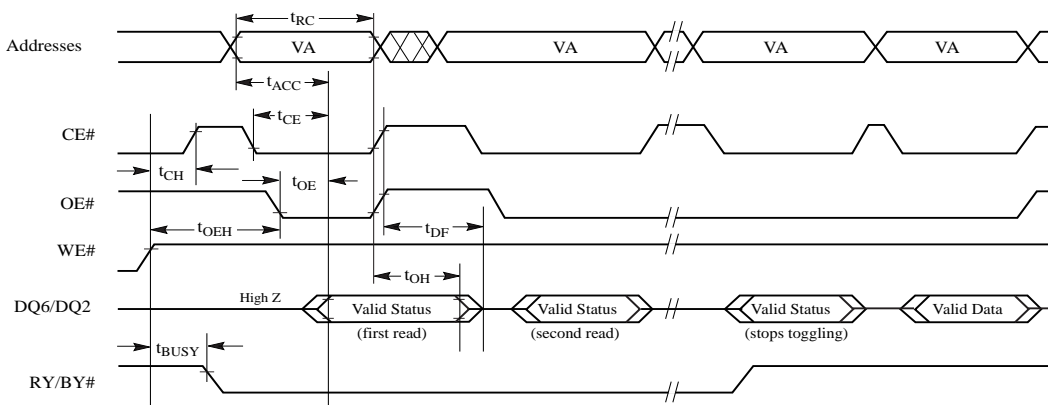 tRC
Addresses VA VA VA VA
tACC
tCE
CE#
tCH tOE
OE#
tOEH tDF
WE#
tOH
High Z
DQ6/DQ2 Valid Status Valid Status Valid Status Valid Data
(first read) (second read) (stops toggling)
tBUSY
RY/BY#